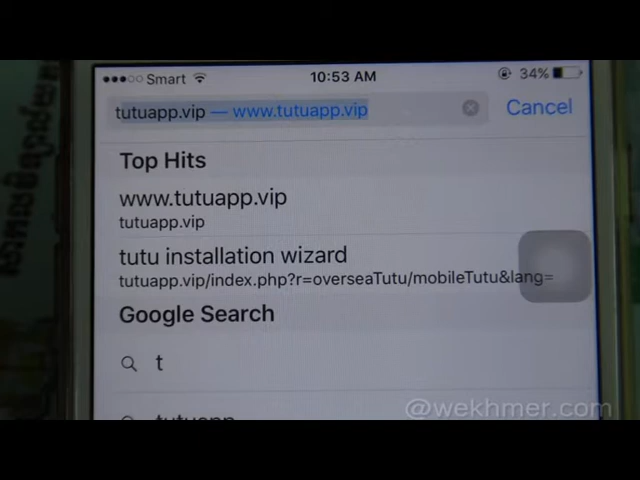 Smart 10:53 AM 34%
tutuapp.vip — www.tutuapp.vip Cancel
Top Hits
www.tutuapp.vip
tutuapp.vip
tutu installation wizard
tutuapp.vip/index.php?r=overseaTutu/mobileTutu&lang=
Google Search
t
tutuapp
@wekhmer.com